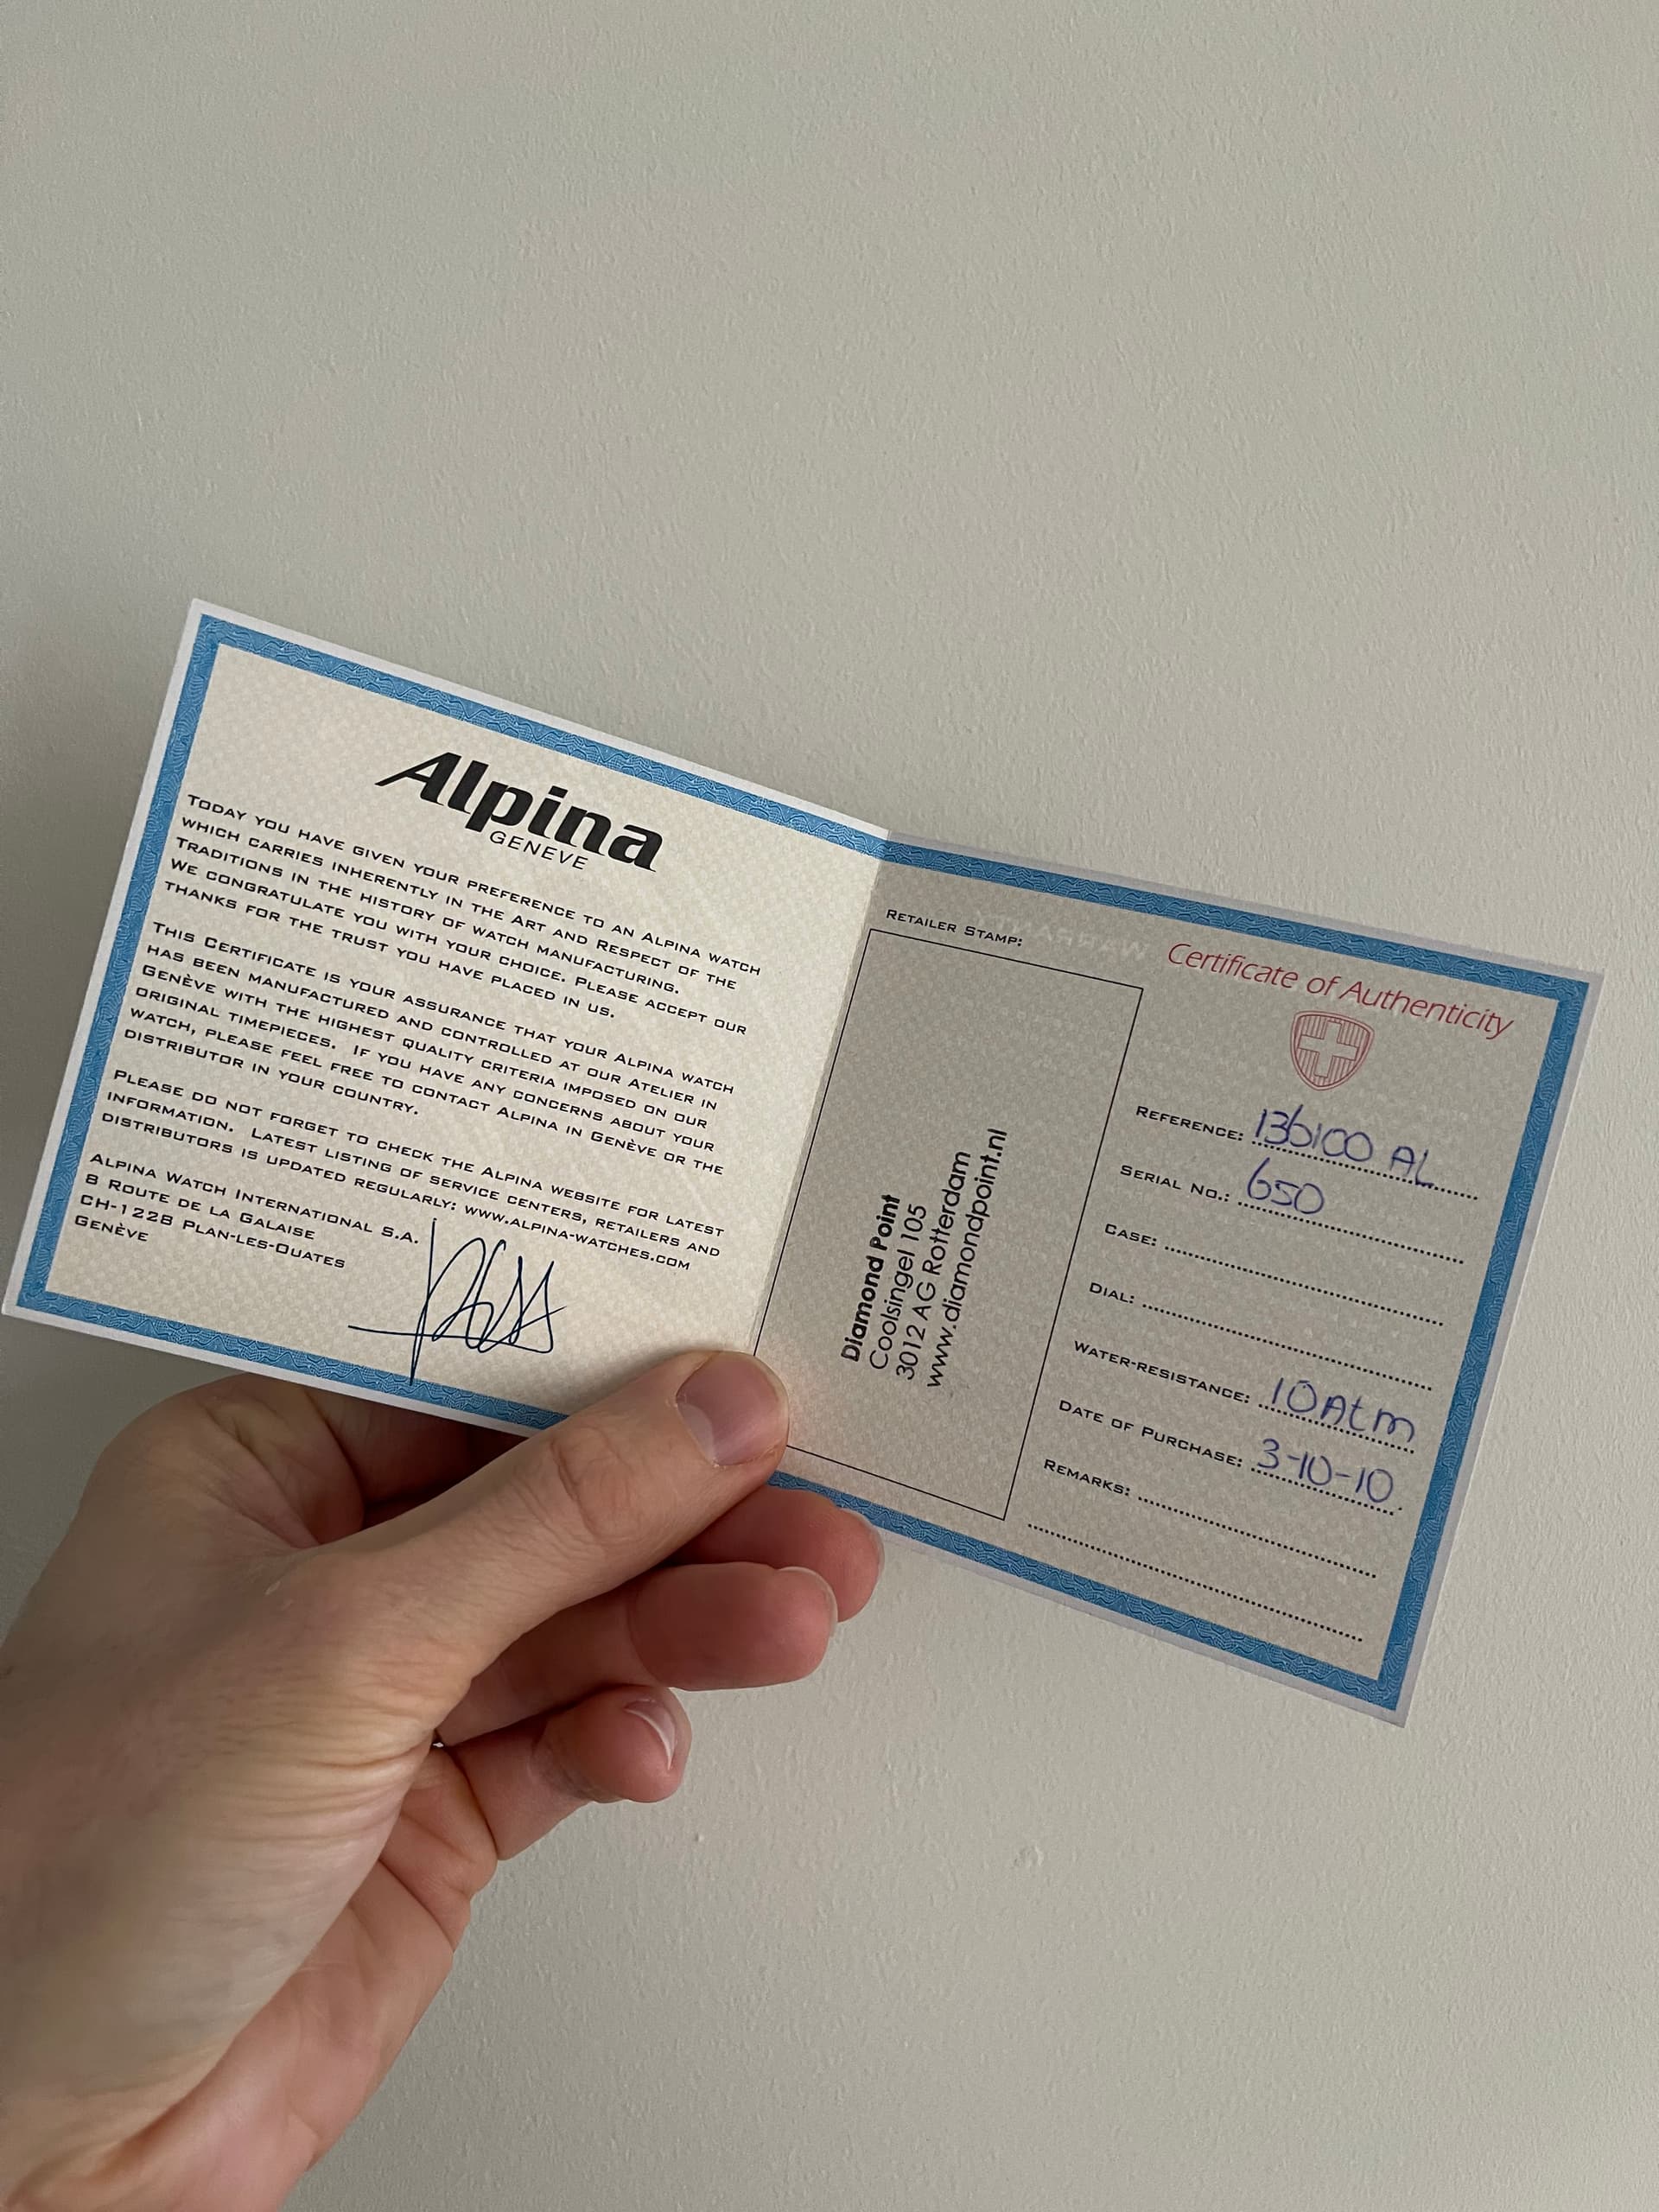 Alpina
GENEVE
TODAY YOU HAVE GIVEN YOUR PREFERENCE TO AN ALPINA WATCH
WHICH CARRIES INHERENTLY IN THE ART AND RESPECT OF THE
TRADITIONS IN THE HISTORY OF WATCH MANUFACTURING.
WE CONGRATULATE YOU WITH YOUR CHOICE. PLEASE ACCEPT OUR
THANKS FOR THE TRUST YOU HAVE PLACED IN US.
THIS CERTIFICATE IS YOUR ASSURANCE THAT YOUR ALPINA WATCH
HAS BEEN MANUFACTURED AND CONTROLLED AT OUR ATELIER IN
GENÈVE WITH THE HIGHEST QUALITY CRITERIA IMPOSED ON OUR
ORIGINAL TIMEPIECES. IF YOU HAVE ANY CONCERNS ABOUT YOUR
WATCH, PLEASE FEEL FREE TO CONTACT ALPINA IN GENÈVE OR THE
DISTRIBUTOR IN YOUR COUNTRY.
PLEASE DO NOT FORGET TO CHECK THE ALPINA WEBSITE FOR LATEST
INFORMATION. LATEST LISTING OF SERVICE CENTERS, RETAILERS AND
DISTRIBUTORS IS UPDATED REGULARLY: WWW.ALPINA-WATCHES.COM
ALPINA WATCH INTERNATIONAL S.A.
8 ROUTE DE LA GALAISE
CH-1228 PLAN-LES-OUATES
GENÈVE
RETAILER STAMP:
Diamond Point
Coolsingel 105
3012 AG Rotterdam
www.diamondpoint.nl
Certificate of Authenticity
REFERENCE: 136100 AL
SERIAL NO.: 650
CASE:
DIAL:
WATER-RESISTANCE: 10Atm
DATE OF PURCHASE: 3-10-10
REMARKS: